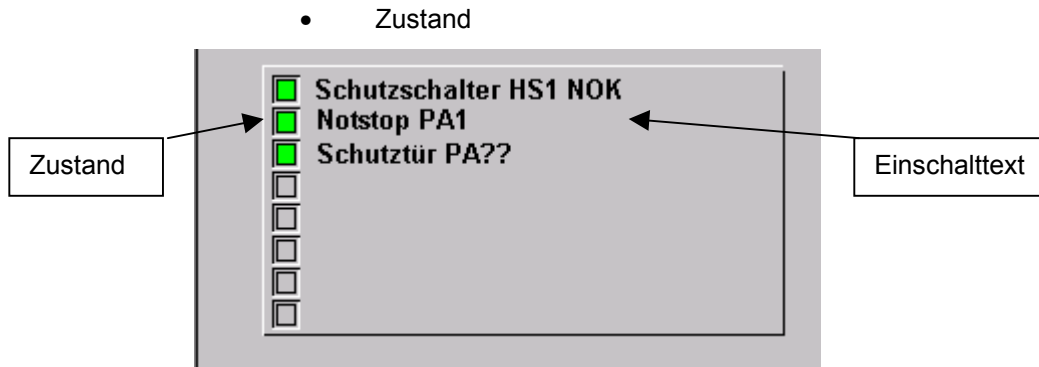 • Zustand
Schutzschalter HS1 NOK
Notstop PA1
Schutztür PA??
Zustand
Einschalttext